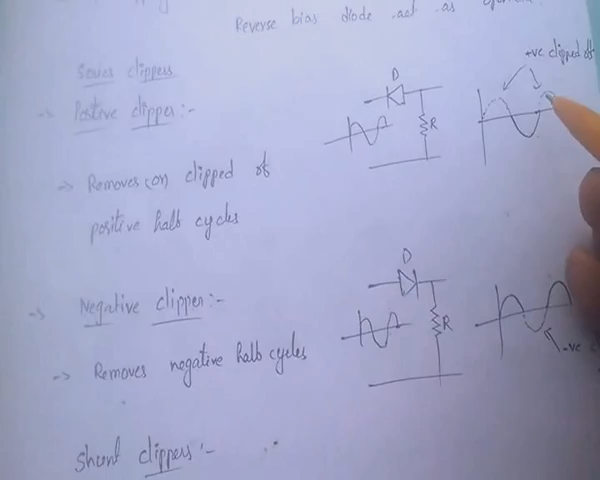 Reverse bias diode act as
Series clippers
-> Positive clipper:-
+ve clipped off
D
R
-> Removes (or) clipped of
positive half cycles
-> Negative clipper:-
D
R
-ve
-> Removes negative half cycles
Shunt clippers:-